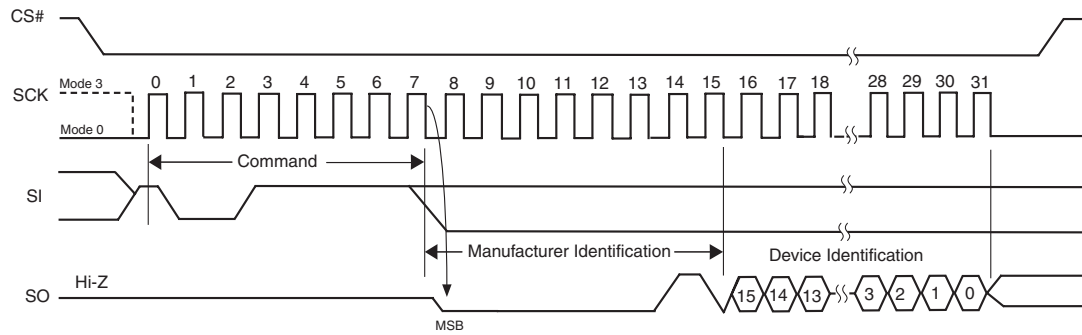 CS#
SCK Mode 3 0 1 2 3 4 5 6 7 8 9 10 11 12 13 14 15 16 17 18 28 29 30 31
Mode 0
Command
SI
Manufacturer Identification Device Identification
Hi-Z
SO 15 14 13 3 2 1 0
MSB